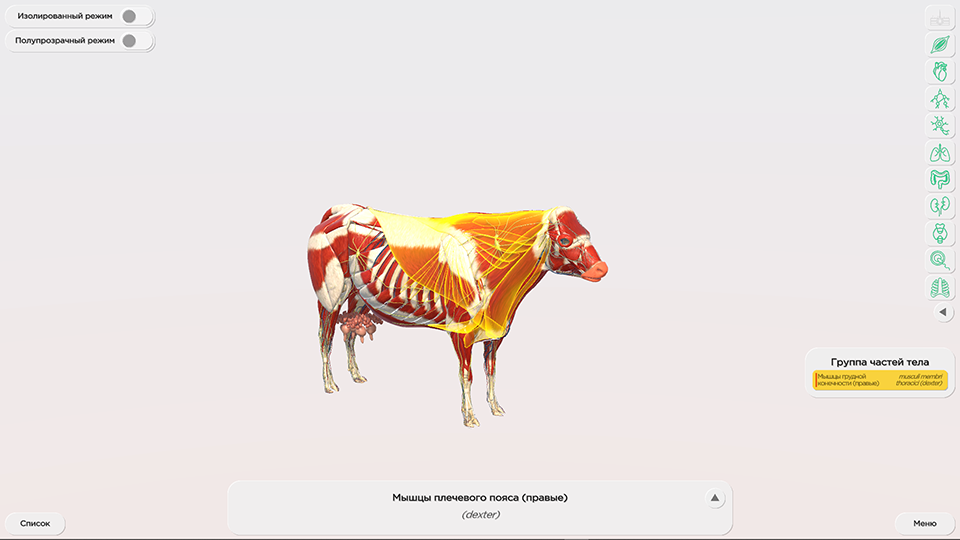 Изолированный режим
Полупрозрачный режим
Группа частей тела
Мышцы грудной musculi membri
конечности (правые) thoracici (dexter)
Мышцы плечевого пояса (правые)
(dexter)
Список
Меню